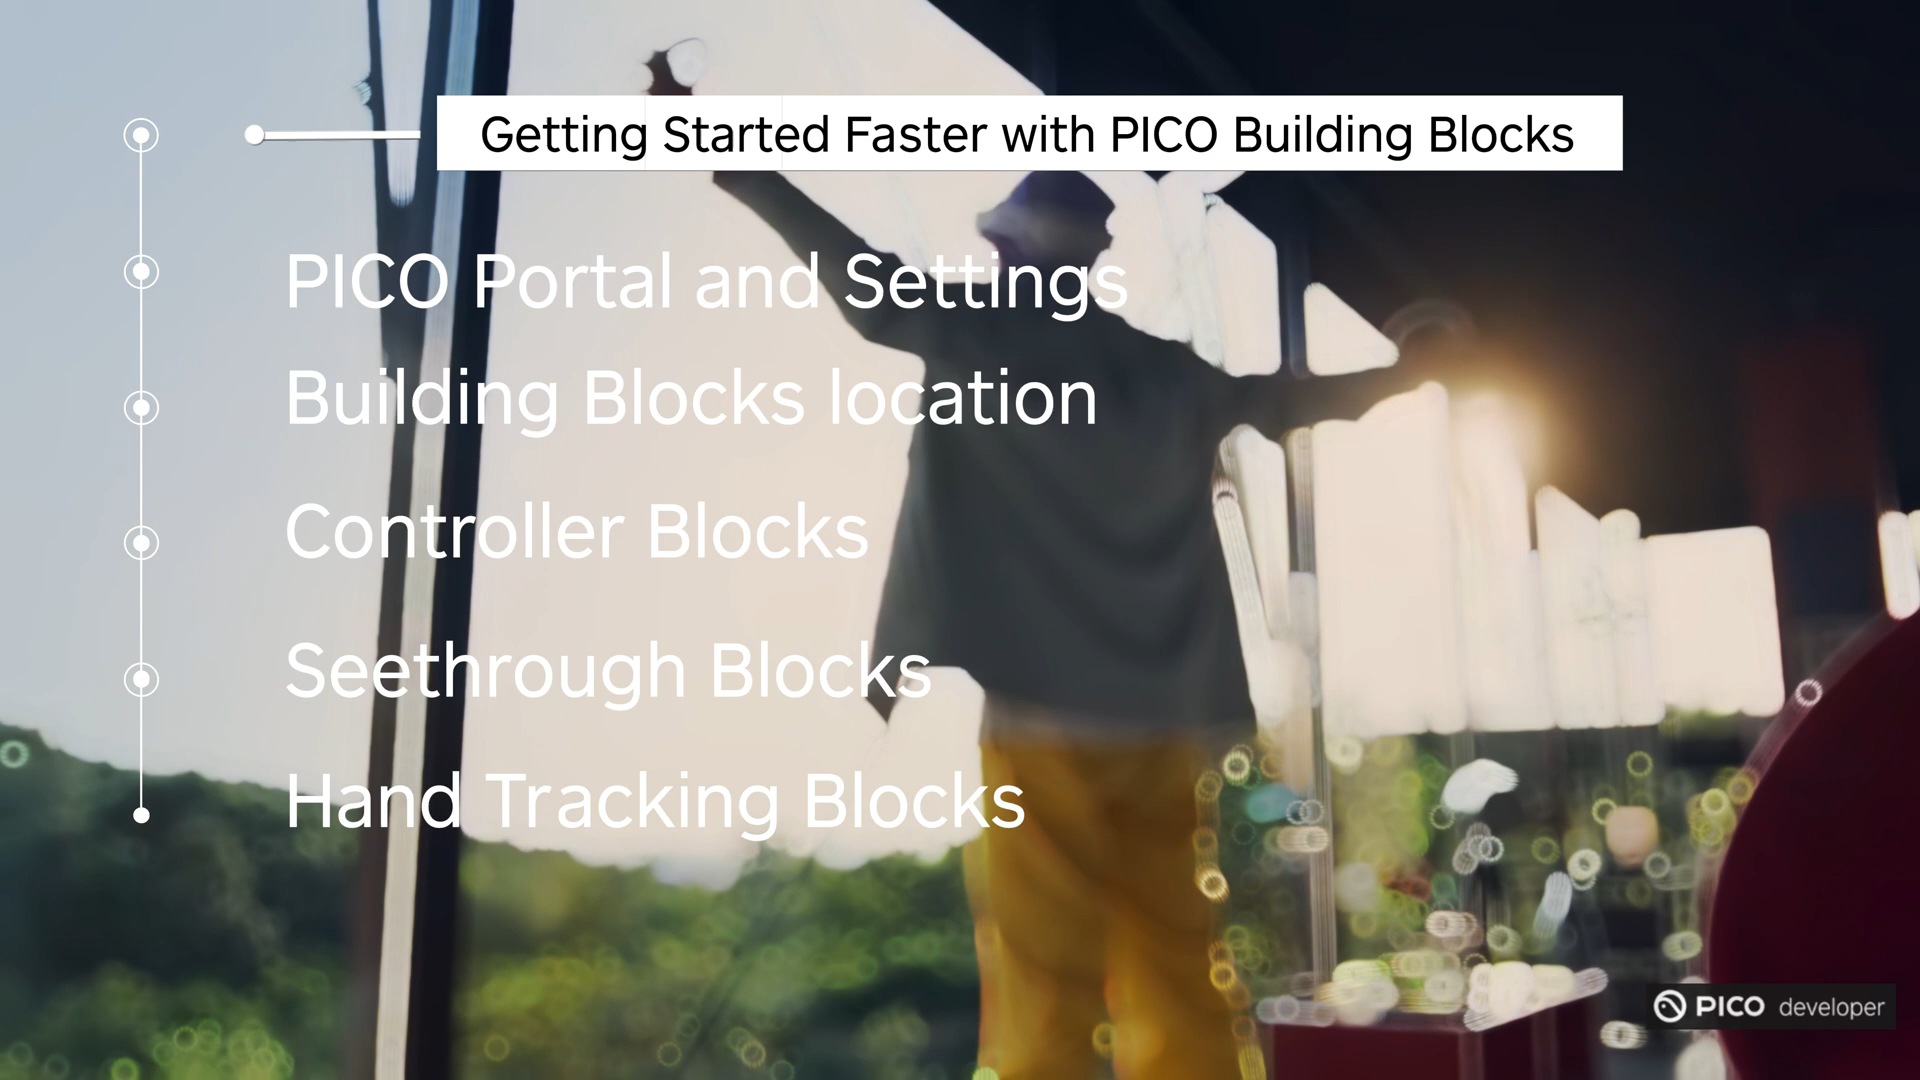 Getting Started Faster with PICO Building Blocks
PICO Portal and Settings
Building Blocks location
Controller Blocks
Seethrough Blocks
Hand Tracking Blocks
PICO developer